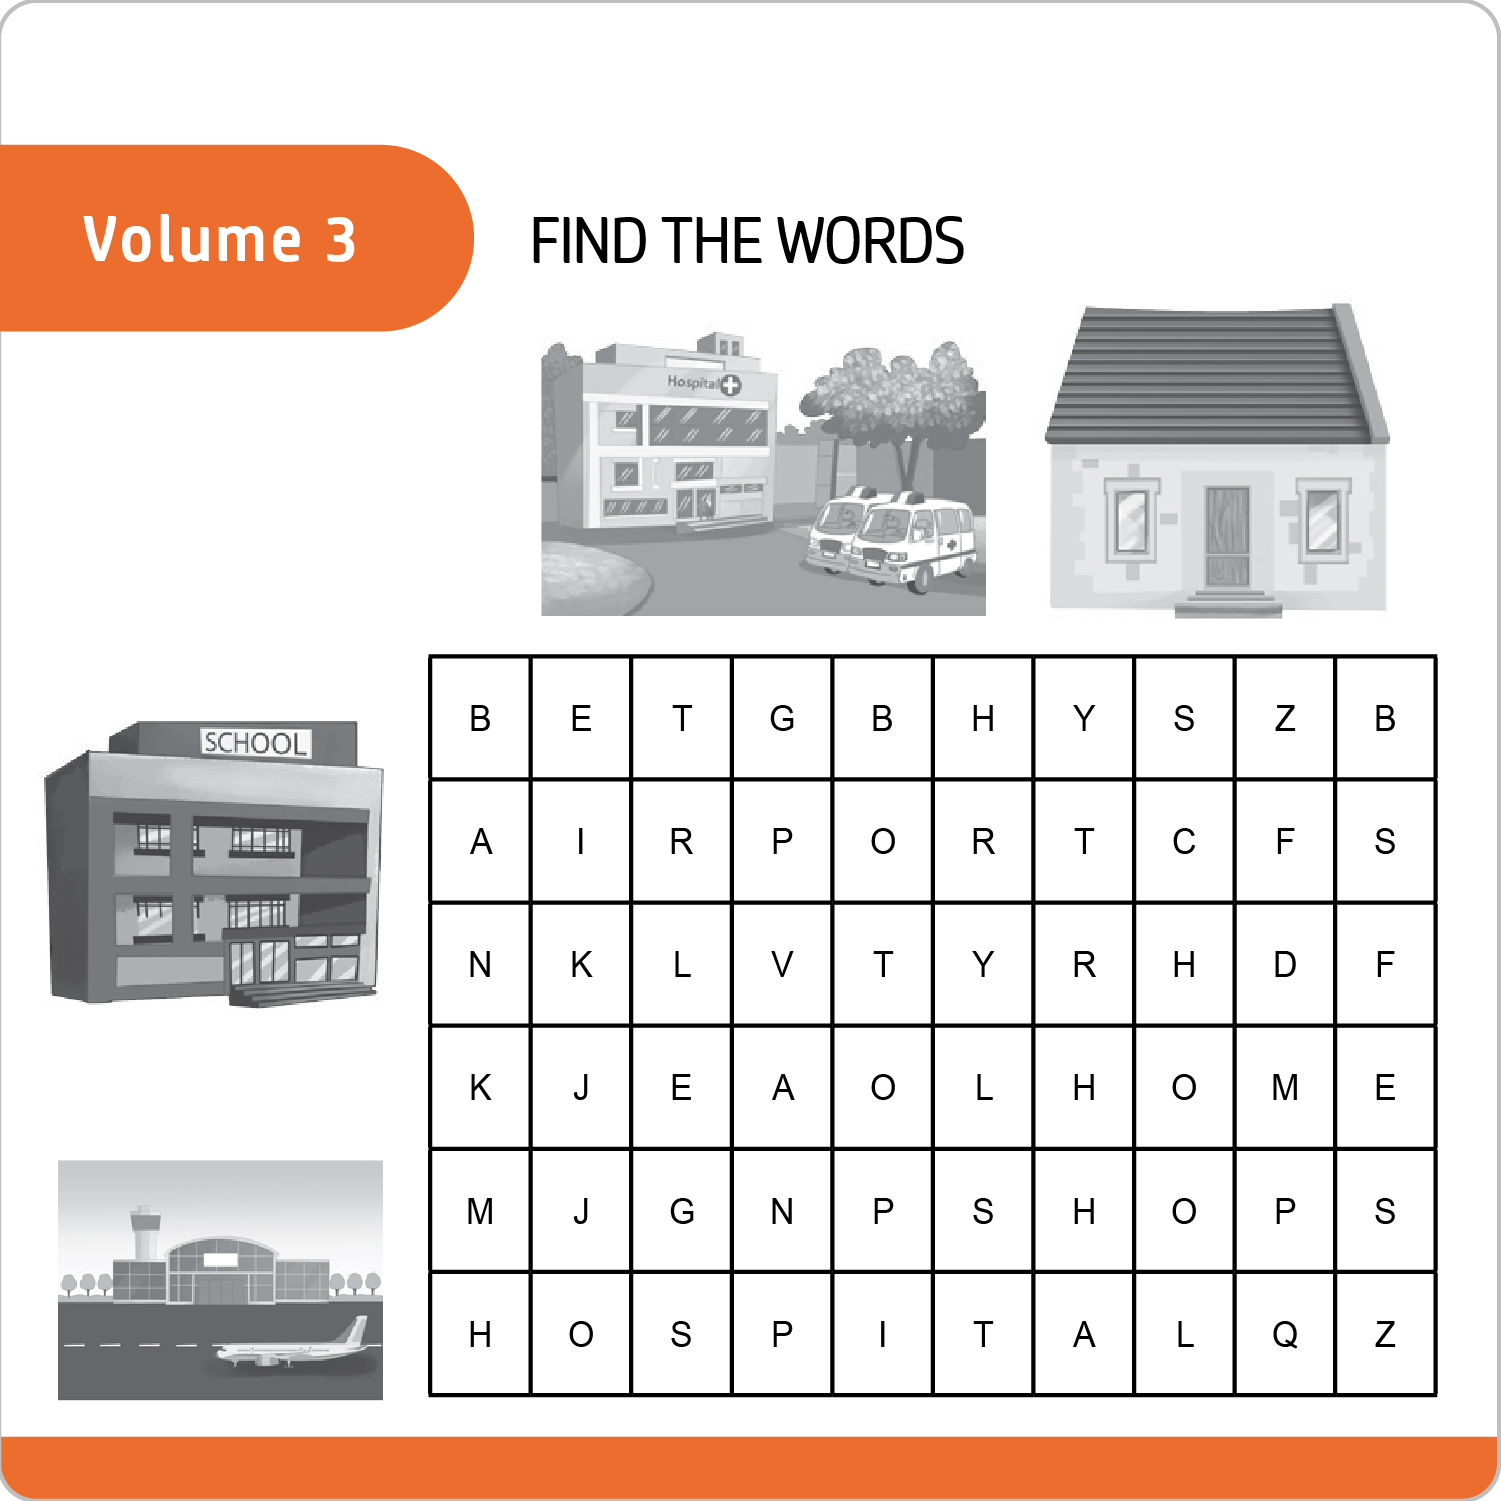 Volume 3
FIND THE WORDS
Hospital
SCHOOL
B E T G B H Y S Z B
A I R P O R T C F S
N K L V T Y R H D F
K J E A O L H O M E
M J G N P S H O P S
H O S P I T A L Q Z